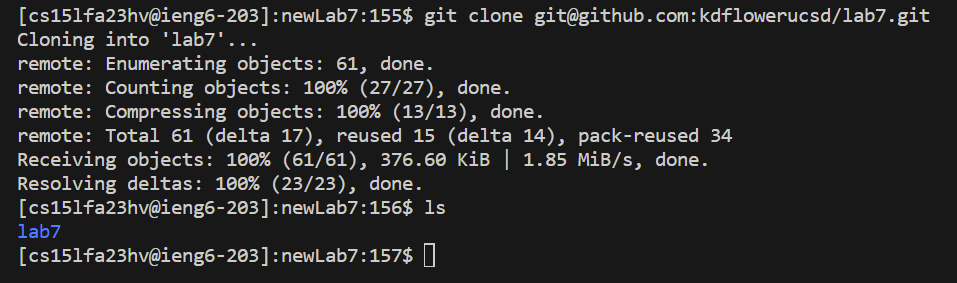 [cs15lfa23hv@ieng6-203]:newLab7:155$ git clone git@github.com:kdflowerucsd/lab7.git
Cloning into 'lab7'...
remote: Enumerating objects: 61, done.
remote: Counting objects: 100% (27/27), done.
remote: Compressing objects: 100% (13/13), done.
remote: Total 61 (delta 17), reused 15 (delta 14), pack-reused 34
Receiving objects: 100% (61/61), 376.60 KiB | 1.85 MiB/s, done.
Resolving deltas: 100% (23/23), done.
[cs15lfa23hv@ieng6-203]:newLab7:156$ ls
lab7
[cs15lfa23hv@ieng6-203]:newLab7:157$